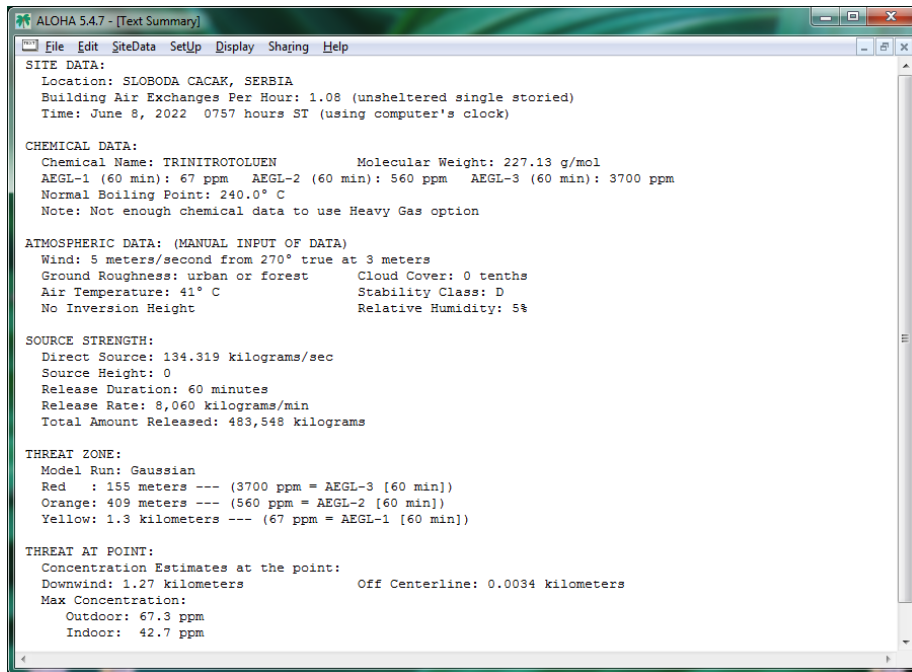 ALOHA 5.4.7 - [Text Summary]
File Edit SiteData SetUp Display Sharing Help
SITE DATA:
Location: SLOBODA CACAK, SERBIA
Building Air Exchanges Per Hour: 1.08 (unsheltered single storied)
Time: June 8, 2022 0757 hours ST (using computer's clock)
CHEMICAL DATA:
Chemical Name: TRINITROTOLUEN Molecular Weight: 227.13 g/mol
AEGL-1 (60 min): 67 ppm AEGL-2 (60 min): 560 ppm AEGL-3 (60 min): 3700 ppm
Normal Boiling Point: 240.0° C
Note: Not enough chemical data to use Heavy Gas option
ATMOSPHERIC DATA: (MANUAL INPUT OF DATA)
Wind: 5 meters/second from 270° true at 3 meters
Ground Roughness: urban or forest Cloud Cover: 0 tenths
Air Temperature: 41° C Stability Class: D
No Inversion Height Relative Humidity: 5%
SOURCE STRENGTH:
Direct Source: 134.319 kilograms/sec
Source Height: 0
Release Duration: 60 minutes
Release Rate: 8,060 kilograms/min
Total Amount Released: 483,548 kilograms
THREAT ZONE:
Model Run: Gaussian
Red : 155 meters --- (3700 ppm = AEGL-3 [60 min])
Orange: 409 meters --- (560 ppm = AEGL-2 [60 min])
Yellow: 1.3 kilometers --- (67 ppm = AEGL-1 [60 min])
THREAT AT POINT:
Concentration Estimates at the point:
Downwind: 1.27 kilometers Off Centerline: 0.0034 kilometers
Max Concentration:
Outdoor: 67.3 ppm
Indoor: 42.7 ppm